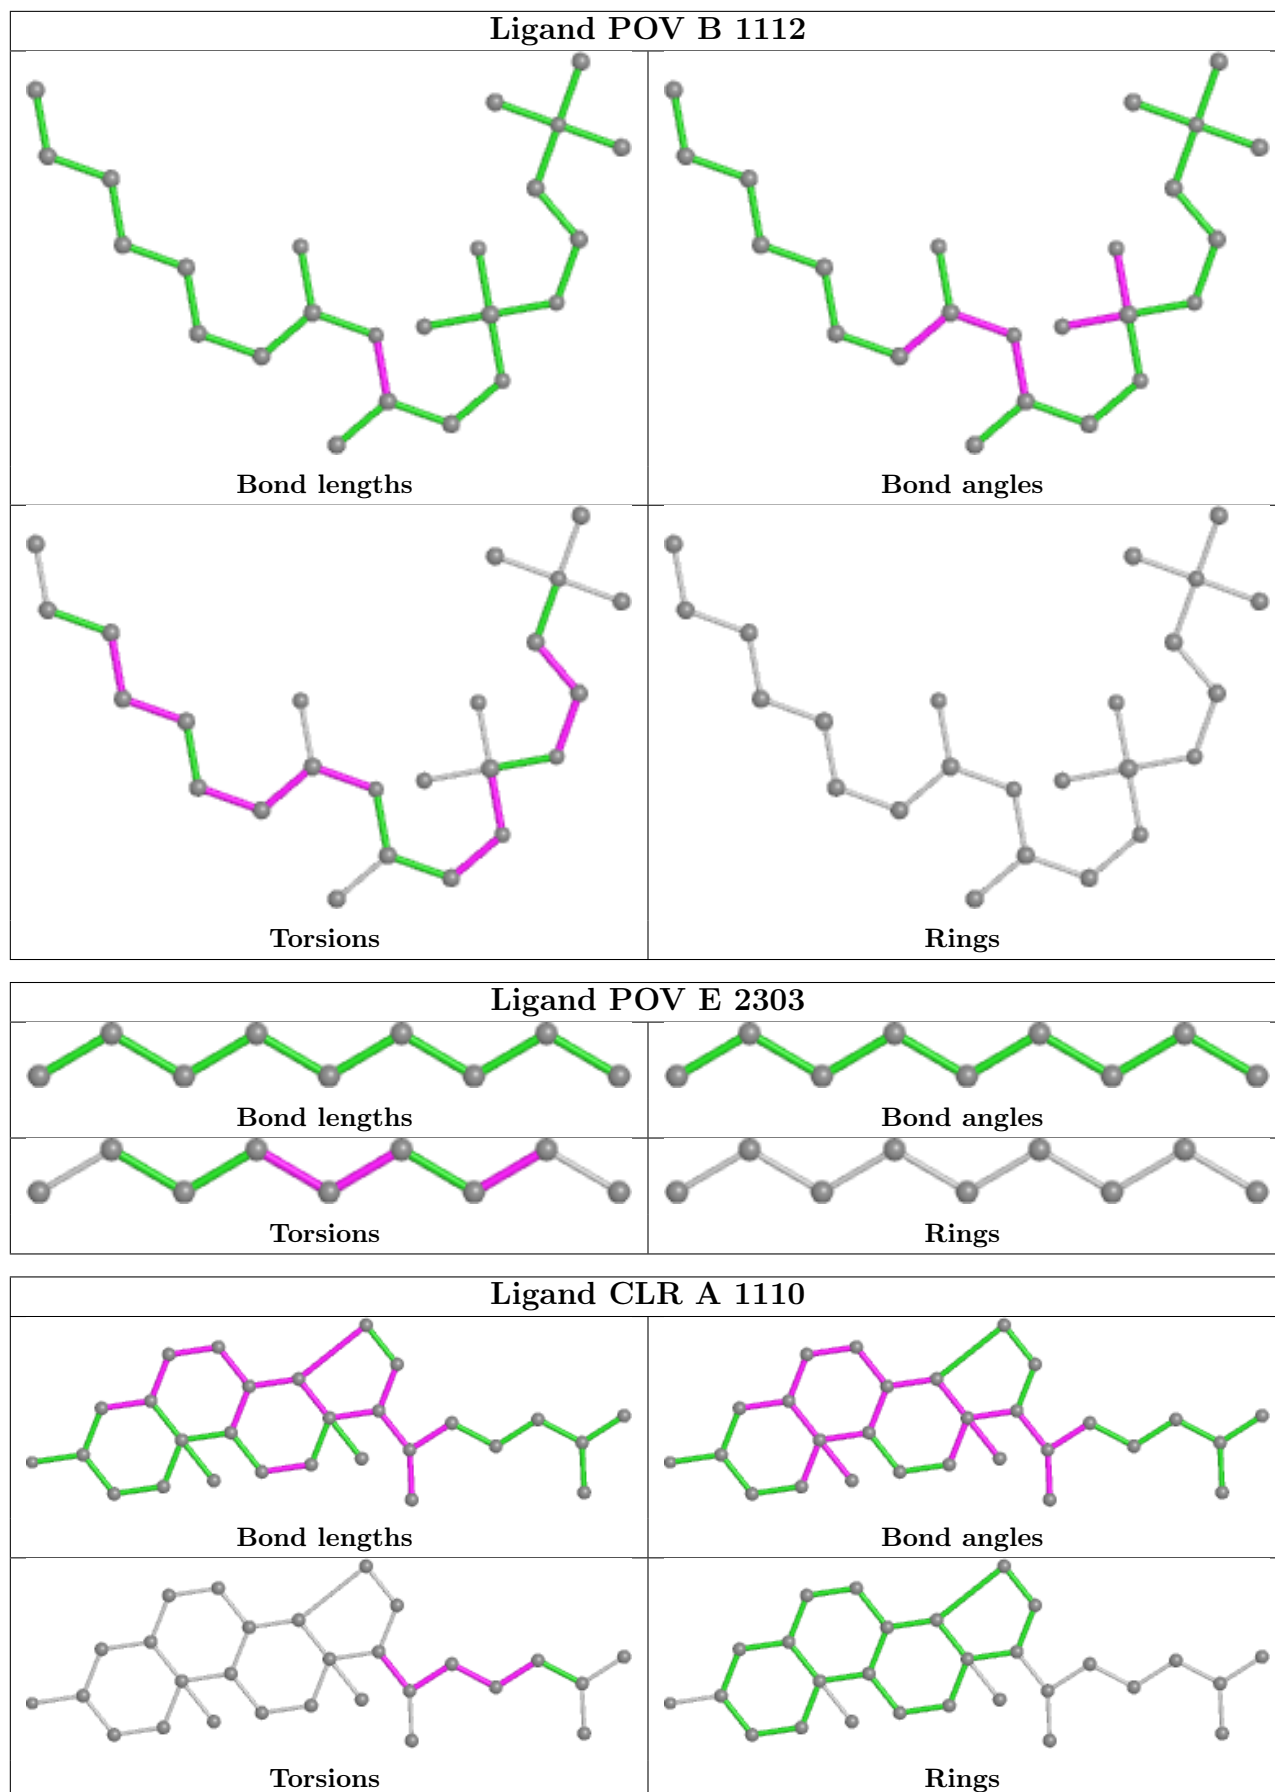 Ligand POV B 1112
Bond lengths
Bond angles
Torsions
Rings
Ligand POV E 2303
Bond lengths
Bond angles
Torsions
Rings
Ligand CLR A 1110
Bond lengths
Bond angles
Torsions
Rings